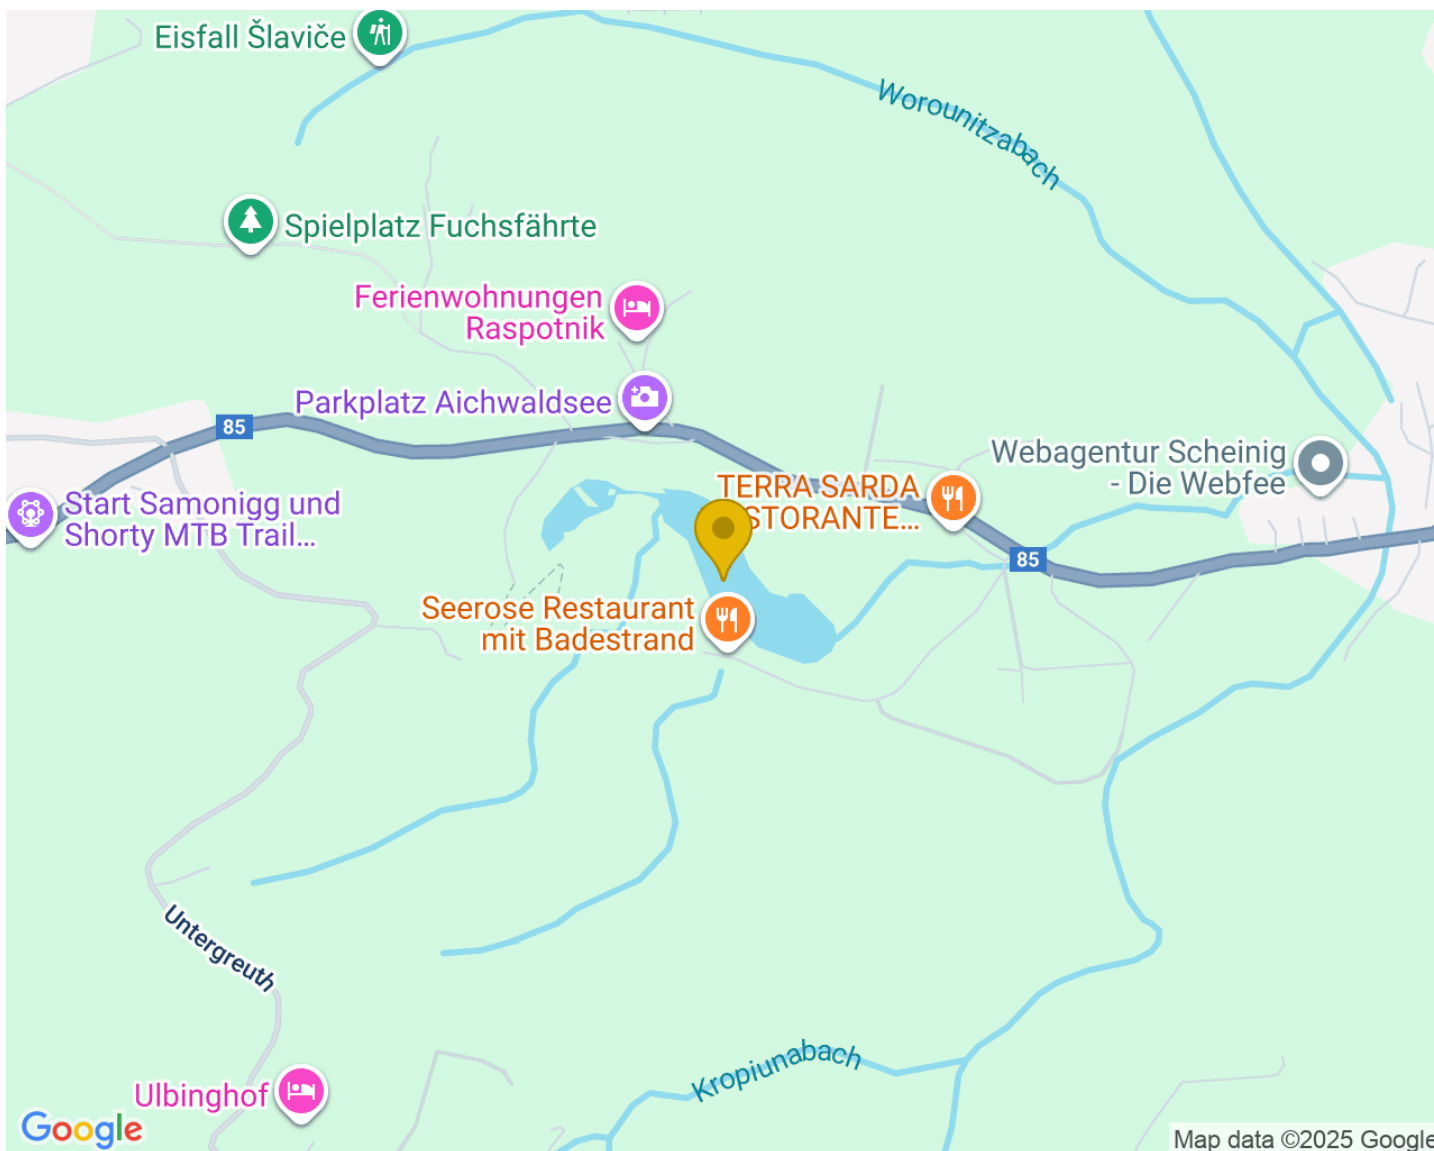 Eisfall Šlaviče
Worounitzabach
Spielplatz Fuchsfährte
Ferienwohnungen
Raspotnik
Parkplatz Aichwaldsee
85
Webagentur Scheinig
- Die Webfee
TERRA SARDA
STORANTE...
Start Samonigg und
Shorty MTB Trail...
85
Seerose Restaurant
mit Badestrand
Untergreuth
Kropiunabach
Ulbinghof
Google
Map data ©2025 Google